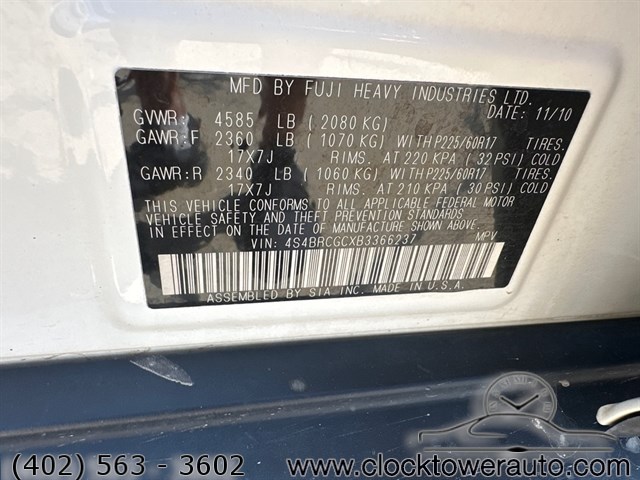 MFD BY FUJI HEAVY INDUSTRIES LTD.
DATE: 11/10
GVWR: 4585 LB ( 2080 KG)
GAWR:F 2360 LB ( 1070 KG) WITH P225/60R17 TIRES.
17X7J RIMS. AT 220 KPA ( 32 PSI) COLD
GAWR:R 2340 LB ( 1060 KG) WITH P225/60R17 TIRES.
17X7J RIMS. AT 210 KPA ( 30 PSI) COLD
THIS VEHICLE CONFORMS TO ALL APPLICABLE FEDERAL MOTOR
VEHICLE SAFETY AND THEFT PREVENTION STANDARDS
IN EFFECT ON THE DATE OF MANUFACTURE SHOWN ABOVE.
VIN: 4S4BRCGCXB3366237 MPV
ASSEMBLED BY SIA INC. MADE IN U.S.A.
(402) 563 - 3602 www.clocktowerauto.com